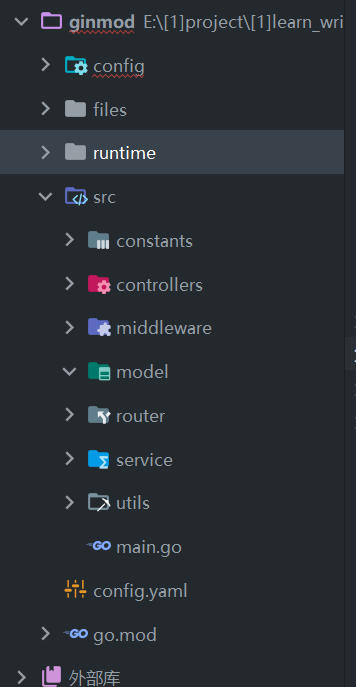 ginmod E:\[1]project\[1]learn_wri
config
files
runtime
src
constants
controllers
middleware
model
router
service
utils
main.go
config.yaml
go.mod
外部库